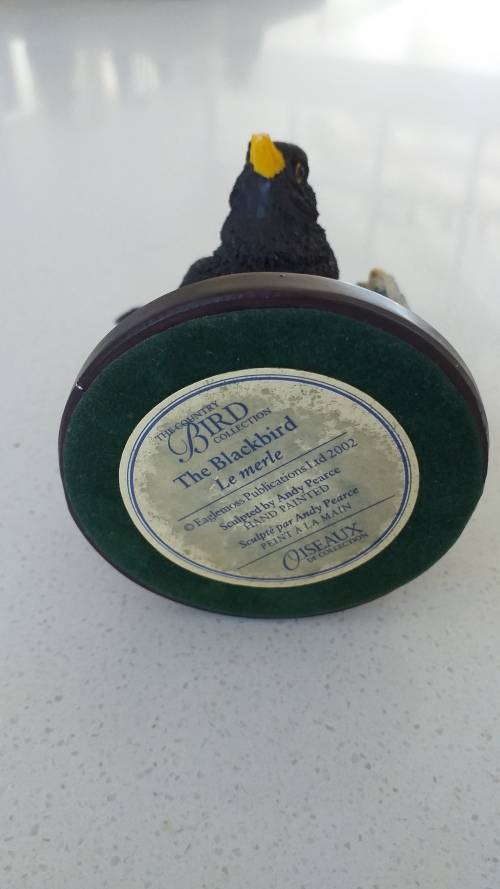 THE COUNTRY
BIRD
COLLECTION
The Blackbird
Le merle
© Eaglemoss Publications Ltd 2002
Sculpted by Andy Pearce
HAND PAINTED
Sculpté par Andy Pearce
PEINT À LA MAIN
OISEAUX
DE COLLECTION